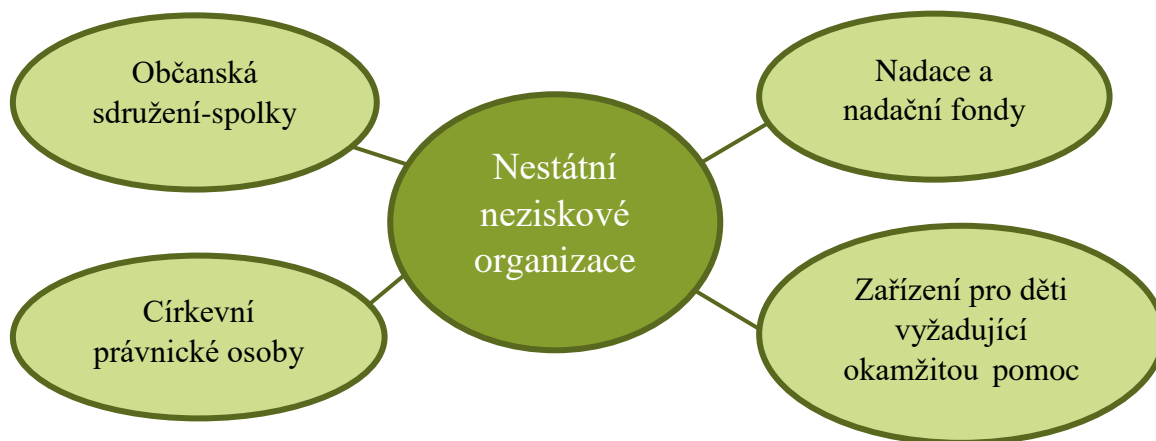 Občanská
sdružení-spolky
Nadace a
nadační fondy
Nestátní
neziskové
organizace
Církevní
právnické osoby
Zařízení pro děti
vyžadující
okamžitou pomoc